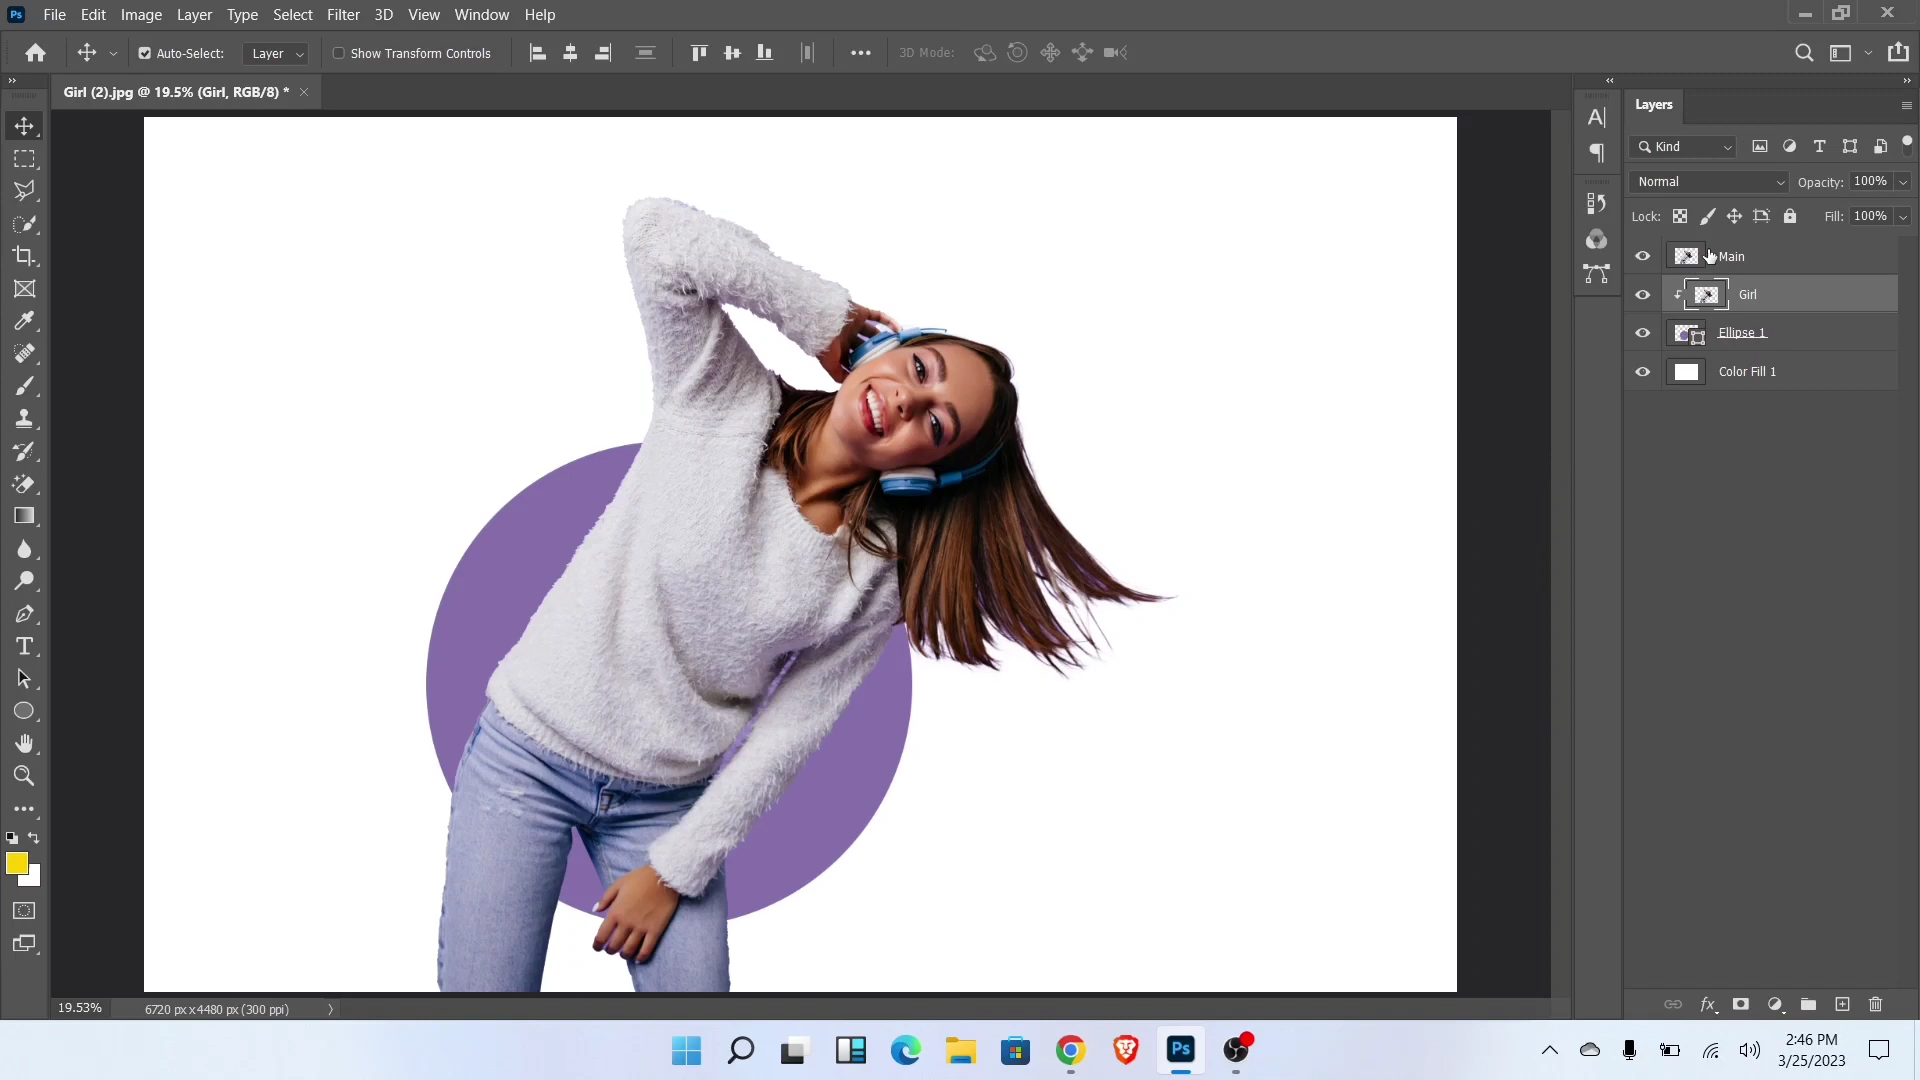 Ps File Edit Image Layer Type Select Filter 3D View Window Help
Auto-Select: Layer Show Transform Controls 3D Mode:
Girl (2).jpg @ 19.5% (Girl, RGB/8) *
Layers
Kind
Normal Opacity: 100%
Lock: Fill: 100%
Main
Girl
Ellipse 1
Color Fill 1
19.53% 6720 px x 4480 px (300 ppi)
fx
Ps
2:46 PM
3/25/2023